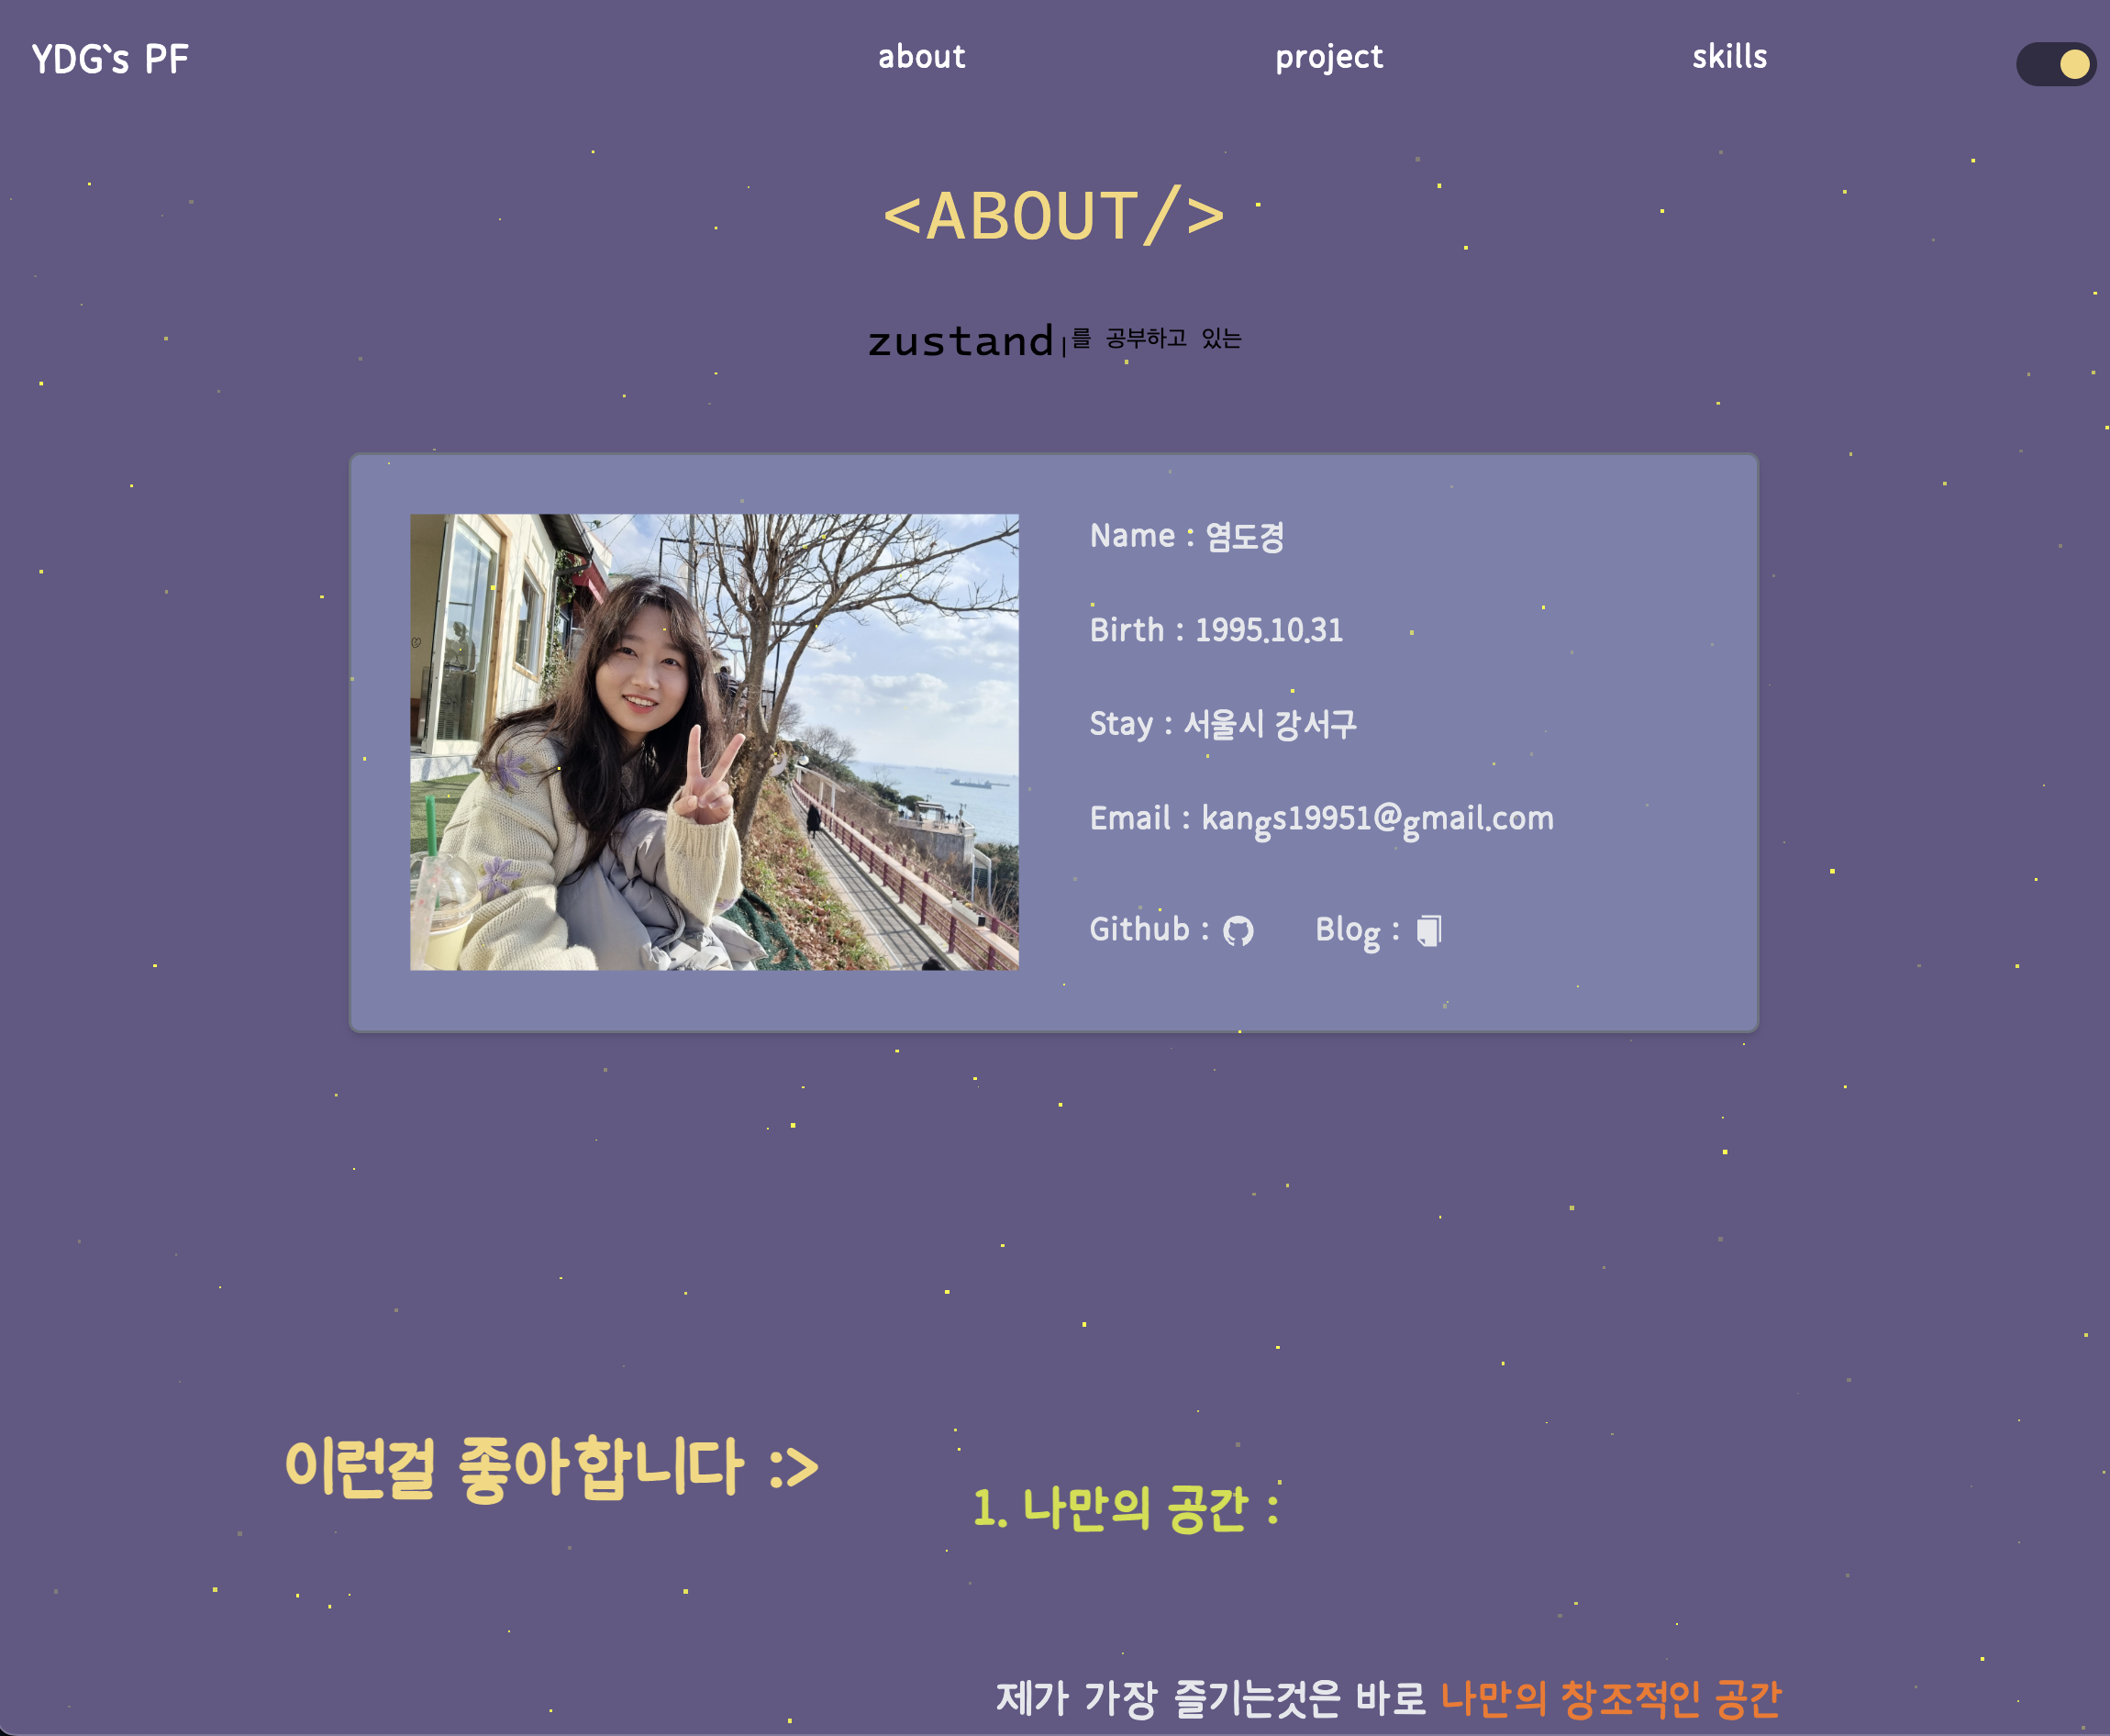 YDG`s PF about project skills
<ABOUT/>
zustand|를 공부하고 있는
Name : 염도경
Birth : 1995.10.31
Stay : 서울시 강서구
Email : kangs19951@gmail.com
Github : Blog :
이런걸 좋아합니다 :>
1. 나만의 공간 :
제가 가장 즐기는것은 바로 나만의 창조적인 공간